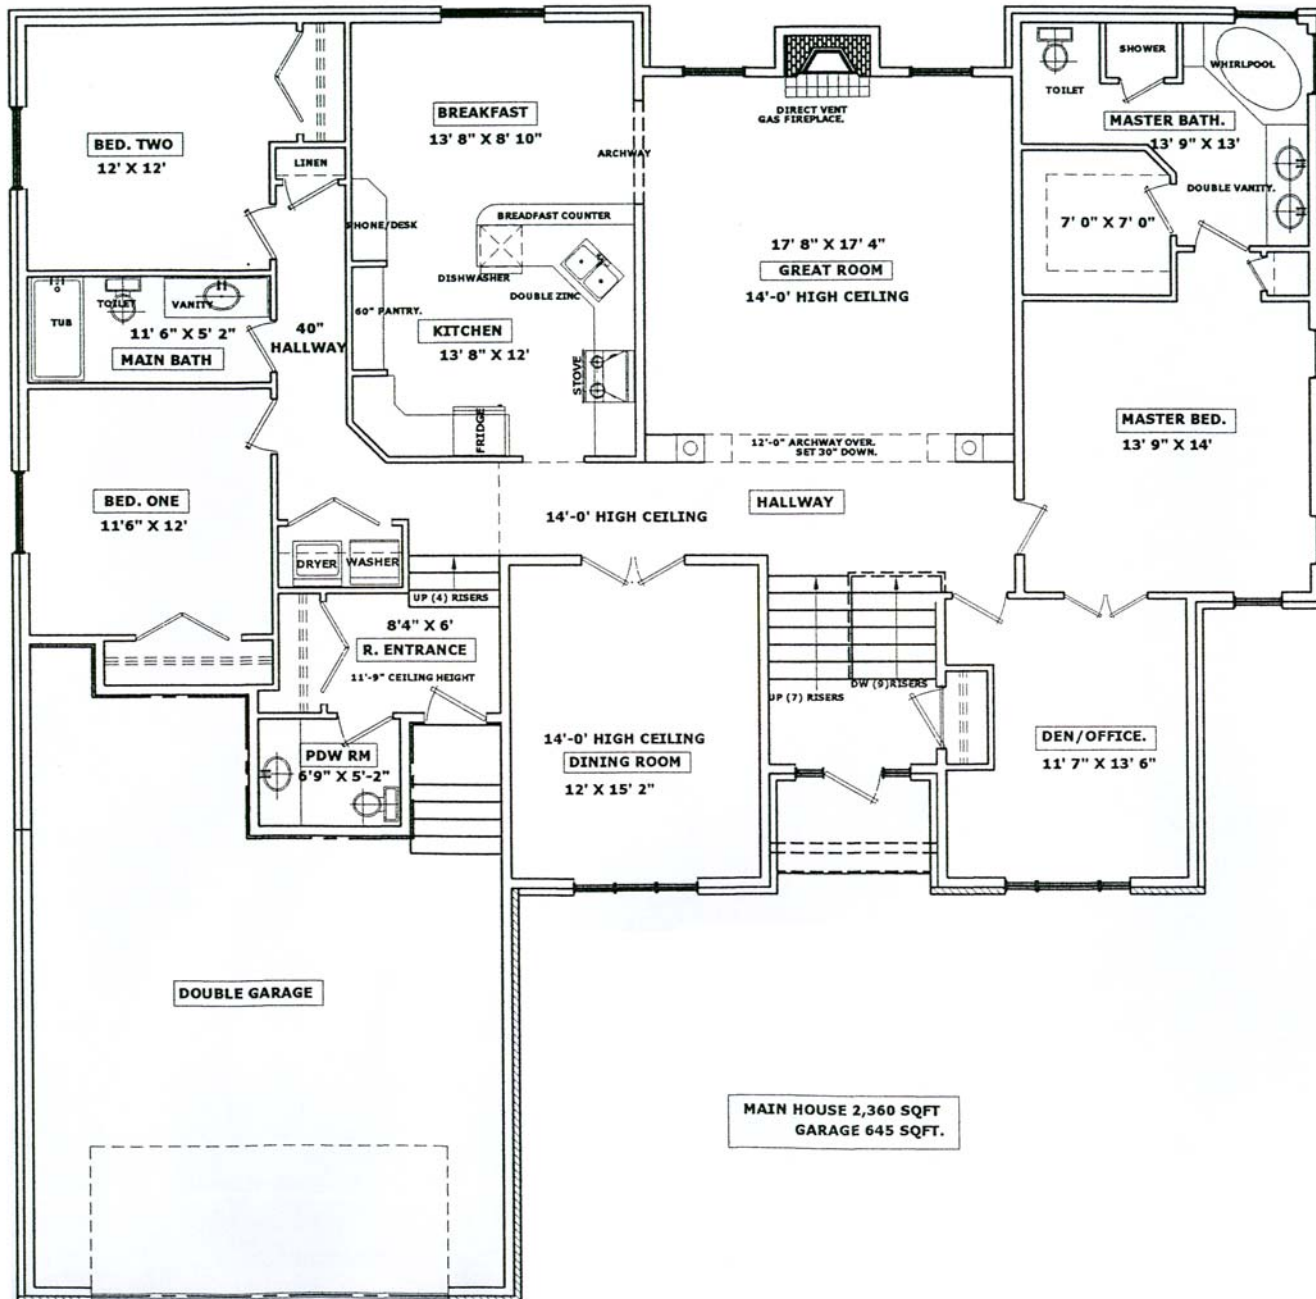 BED. TWO
12' X 12'
LINEN
BREAKFAST
13' 8" X 8' 10"
ARCHWAY
DIRECT VENT
GAS FIREPLACE.
TOILET
SHOWER
WHIRLPOOL
MASTER BATH.
13' 9" X 13'
DOUBLE VANITY.
7' 0" X 7' 0"
PHONE/DESK
BREADFAST COUNTER
DISHWASHER
DOUBLE ZINC
17' 8" X 17' 4"
GREAT ROOM
14'-0' HIGH CEILING
TUB
TOILET
VANITY
11' 6" X 5' 2"
MAIN BATH
40"
HALLWAY
60" PANTRY.
KITCHEN
13' 8" X 12'
STOVE
FRIDGE
12'-0" ARCHWAY OVER.
SET 30" DOWN.
MASTER BED.
13' 9" X 14'
BED. ONE
11'6" X 12'
HALLWAY
14'-0' HIGH CEILING
DRYER
WASHER
UP (4) RISERS
8'4" X 6'
R. ENTRANCE
11'-9" CEILING HEIGHT
UP (7) RISERS
DW (9)RISERS
PDW RM
6'9" X 5'-2"
14'-0' HIGH CEILING
DINING ROOM
12' X 15' 2"
DEN/OFFICE.
11' 7" X 13' 6"
DOUBLE GARAGE
MAIN HOUSE 2,360 SQFT
GARAGE 645 SQFT.